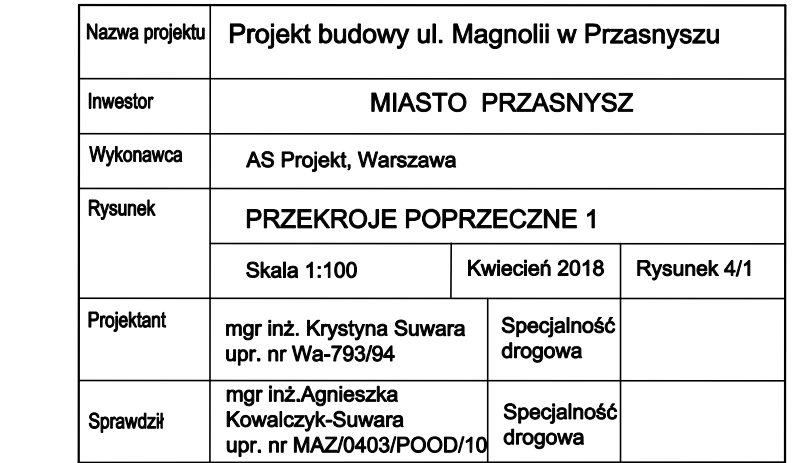 Nazwa projektu Projekt budowy ul. Magnolii w Przasnyszu
Inwestor MIASTO PRZASNYSZ
Wykonawca AS Projekt, Warszawa
Rysunek PRZEKROJE POPRZECZNE 1
Skala 1:100 Kwiecień 2018 Rysunek 4/1
Projektant mgr inż. Krystyna Suwara
upr. nr Wa-793/94
Specjalność
drogowa
Sprawdził mgr inż.Agnieszka
Kowalczyk-Suwara
upr. nr MAZ/0403/POOD/10
Specjalność
drogowa